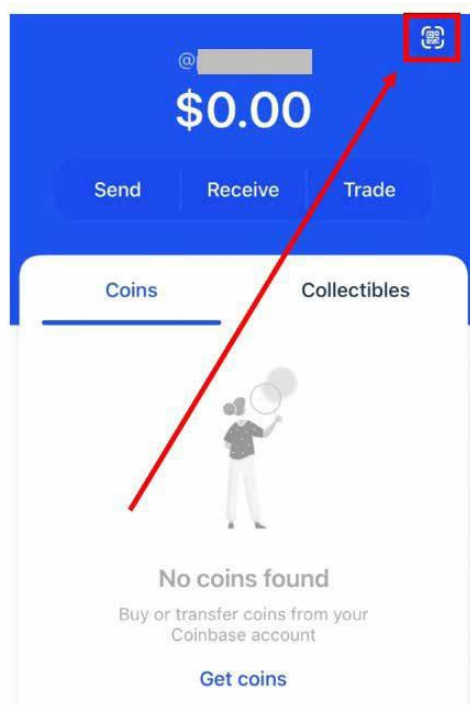 @
$0.00
Send Receive Trade
Coins Collectibles
No coins found
Buy or transfer coins from your
Coinbase account
Get coins